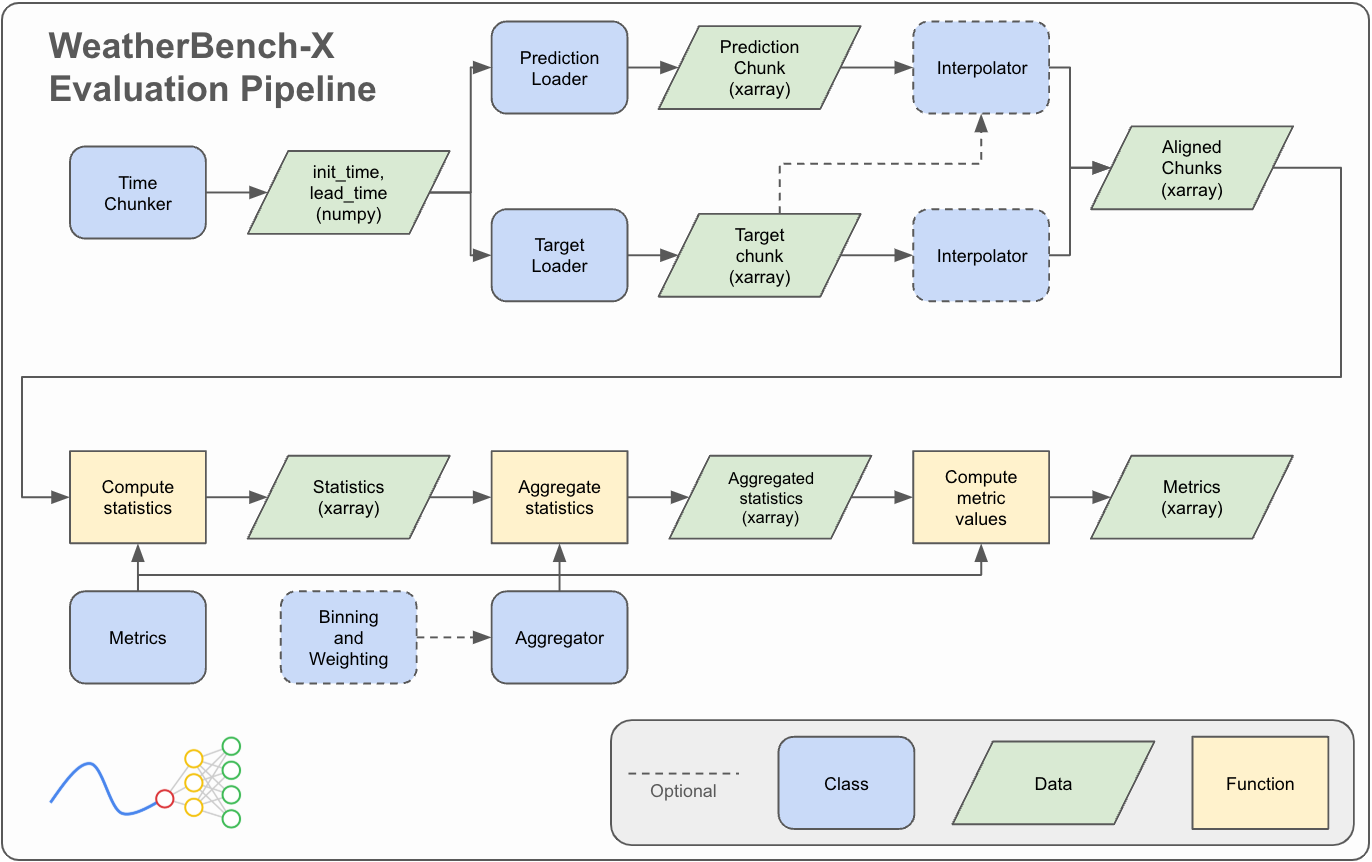 WeatherBench-X
Evaluation Pipeline
Time
Chunker
init_time,
lead_time
(numpy)
Prediction
Loader
Prediction
Chunk
(xarray)
Interpolator
Target
Loader
Target
chunk
(xarray)
Interpolator
Aligned
Chunks
(xarray)
Compute
statistics
Statistics
(xarray)
Aggregate
statistics
Aggregated
statistics
(xarray)
Compute
metric
values
Metrics
(xarray)
Metrics
Binning
and
Weighting
Aggregator
Optional
Class
Data
Function